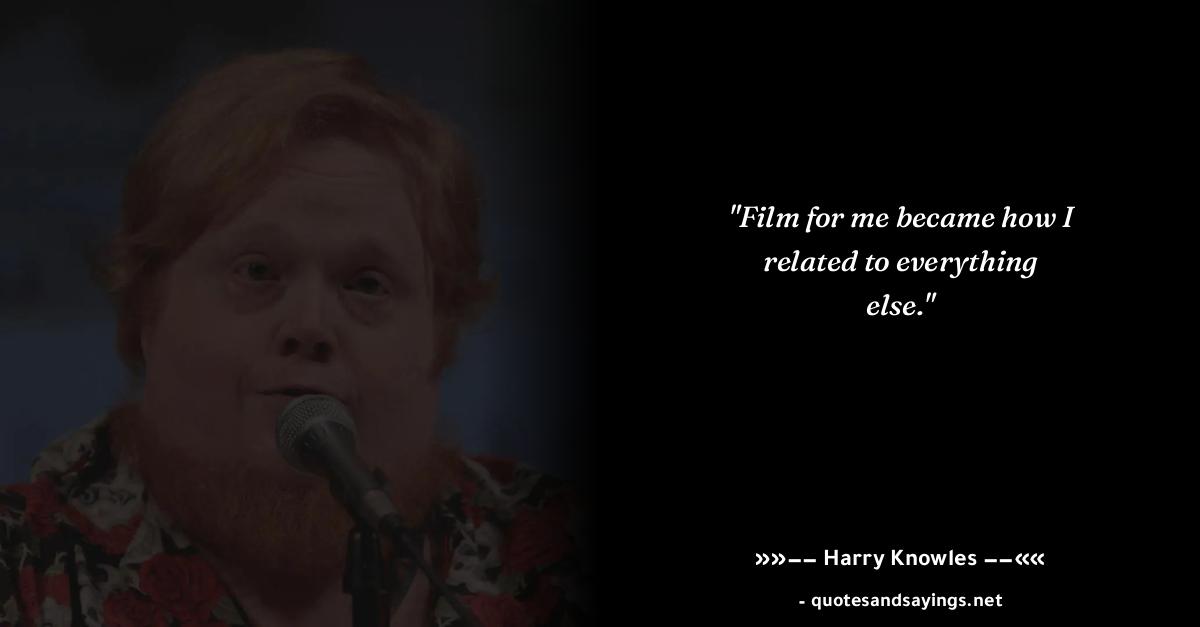 "Film for me became how I
related to everything
else."
»»−− Harry Knowles −−««
- quotesandsayings.net